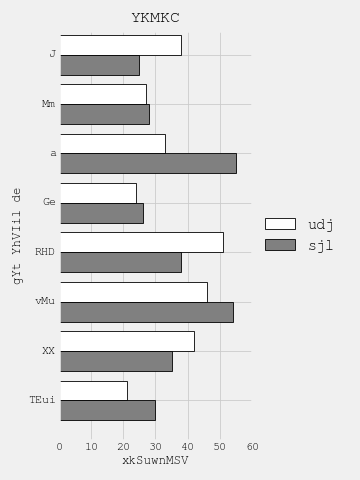 YKMKC
gYt YhVIil de
J
Mm
a
Ge
RHD
vMu
XX
TEui
0 10 20 30 40 50 60
xkSuwnMSV
udj
sjl